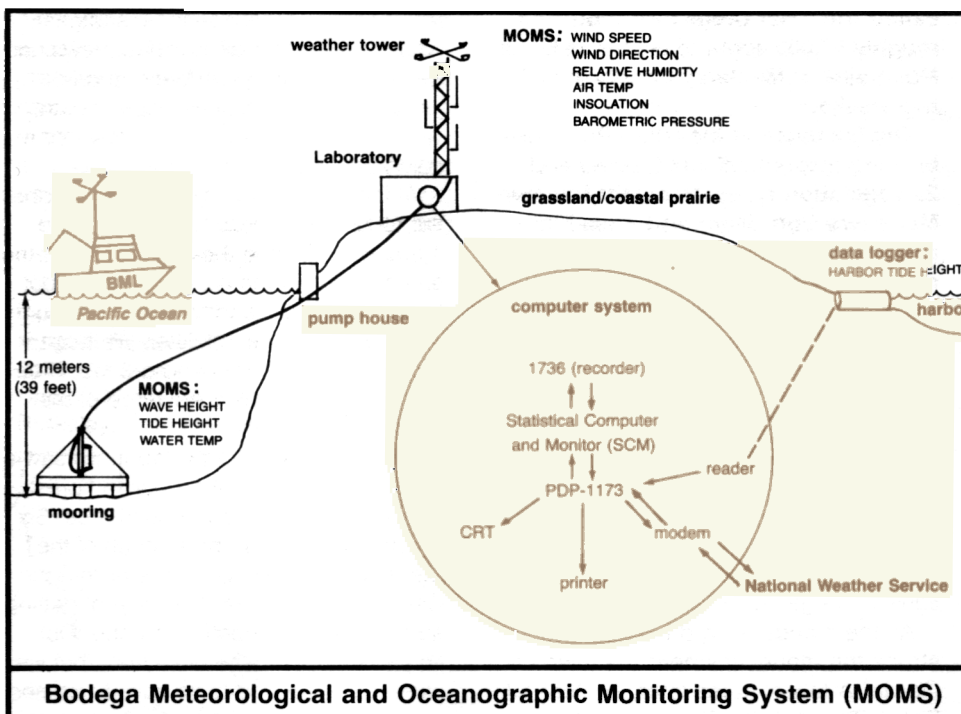 weather tower
MOMS: WIND SPEED
WIND DIRECTION
RELATIVE HUMIDITY
AIR TEMP
INSOLATION
BAROMETRIC PRESSURE
Laboratory
grassland/coastal prairie
BML
Pacific Ocean
pump house
data logger:
HARBOR TIDE HEIGHT
computer system
12 meters
(39 feet)
MOMS:
WAVE HEIGHT
TIDE HEIGHT
WATER TEMP
mooring
1736 (recorder)
Statistical Computer
and Monitor (SCM)
reader
PDP-1173
CRT
modem
printer
National Weather Service
Bodega Meteorological and Oceanographic Monitoring System (MOMS)